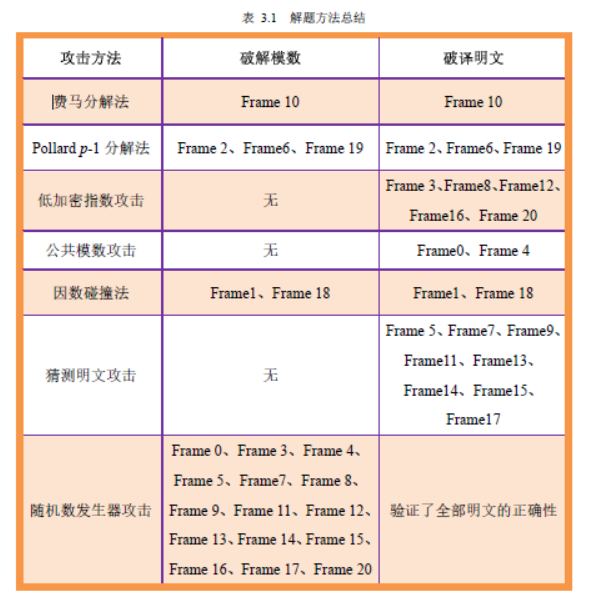 表 3.1 解题方法总结
攻击方法 破解模数 破译明文
费马分解法 Frame 10 Frame 10
Pollard p-1 分解法 Frame 2、Frame6、Frame 19 Frame 2、Frame6、Frame 19
低加密指数攻击 无 Frame 3、Frame8、Frame12、
Frame16、Frame 20
公共模数攻击 无 Frame0、Frame 4
因数碰撞法 Frame1、Frame 18 Frame1、Frame 18
猜测明文攻击 无 Frame 5、Frame7、Frame9、
Frame11、Frame13、
Frame14、Frame15、
Frame17
随机数发生器攻击 Frame 0、Frame 3、Frame 4、
Frame 5、Frame7、Frame 8、
Frame 9、Frame 11、Frame 12、
Frame 13、Frame 14、Frame 15、
Frame 16、Frame 17、Frame 20
验证了全部明文的正确性